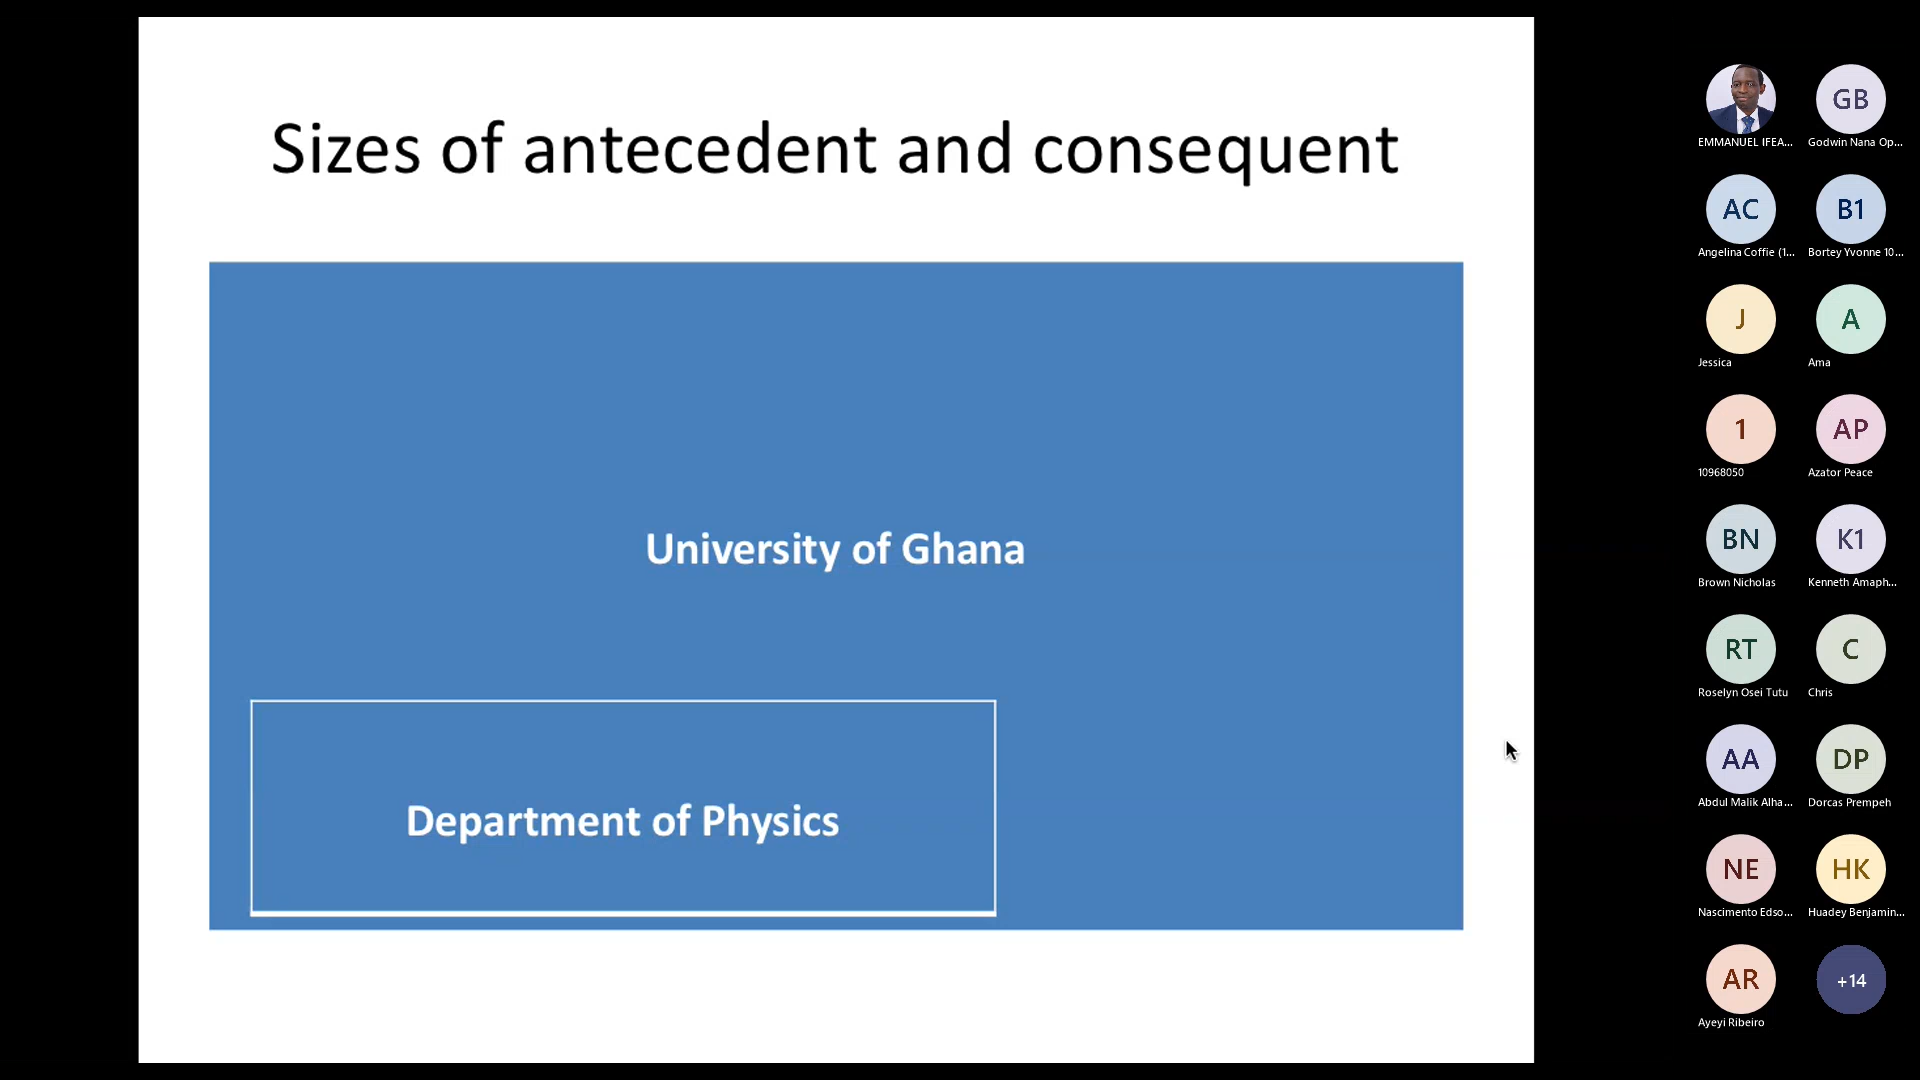 Sizes of antecedent and consequent
University of Ghana
Department of Physics
EMMANUEL IFEA...
GB
Godwin Nana Op...
AC
Angelina Coffie (1...
B1
Bortey Yvonne 10...
J
Jessica
A
Ama
1
10968050
AP
Azator Peace
BN
Brown Nicholas
K1
Kenneth Amaph...
RT
Roselyn Osei Tutu
C
Chris
AA
Abdul Malik Alha...
DP
Dorcas Prempeh
NE
Nascimento Edso...
HK
Huadey Benjamin...
AR
Ayeyi Ribeiro
+14